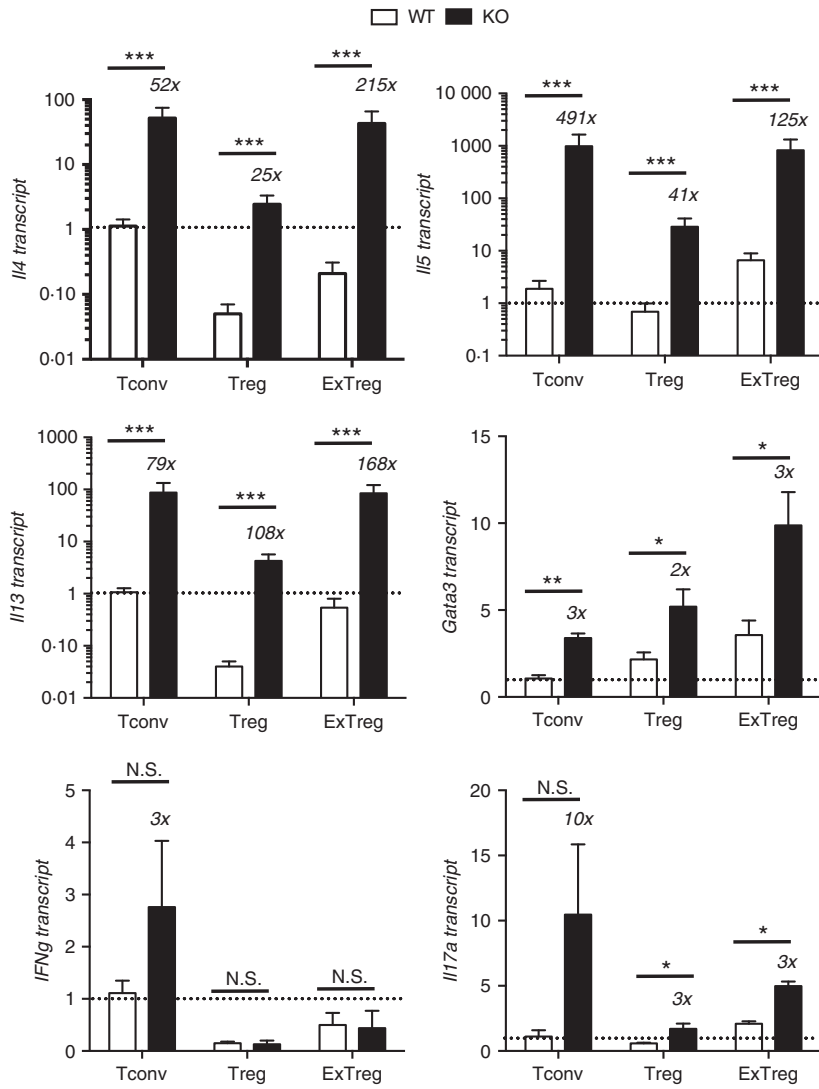 WT KO
*** 52x *** 25x *** 215x
Il4 transcript
100
10
1
0·10
0·01
Tconv Treg ExTreg
*** 491x *** 41x *** 125x
Il5 transcript
10 000
1000
100
10
1
0·1
Tconv Treg ExTreg
*** 79x *** 108x *** 168x
Il13 transcript
1000
100
10
1
0·10
0·01
Tconv Treg ExTreg
** 3x * 2x * 3x
Gata3 transcript
15
10
5
0
Tconv Treg ExTreg
N.S. 3x N.S. N.S.
IFNg transcript
5
4
3
2
1
0
Tconv Treg ExTreg
N.S. 10x * 3x * 3x
Il17a transcript
20
15
10
5
0
Tconv Treg ExTreg